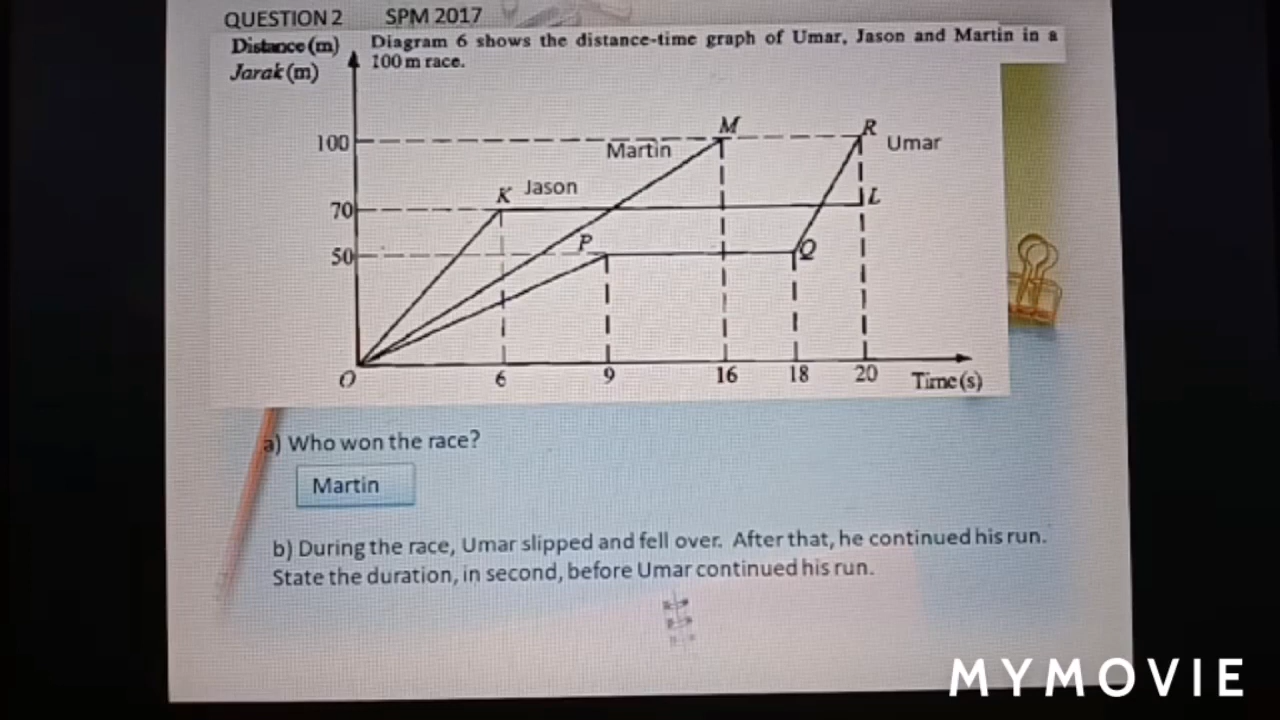 QUESTION 2 SPM 2017
Distance (m)
Jarak (m)
Diagram 6 shows the distance-time graph of Umar, Jason and Martin in a
100 m race.
100
70
50
K Jason
Martin
M
R Umar
L
P
Q
O
6
9
16
18
20
Time (s)
a) Who won the race?
Martin
b) During the race, Umar slipped and fell over. After that, he continued his run.
State the duration, in second, before Umar continued his run.
MYMOVIE